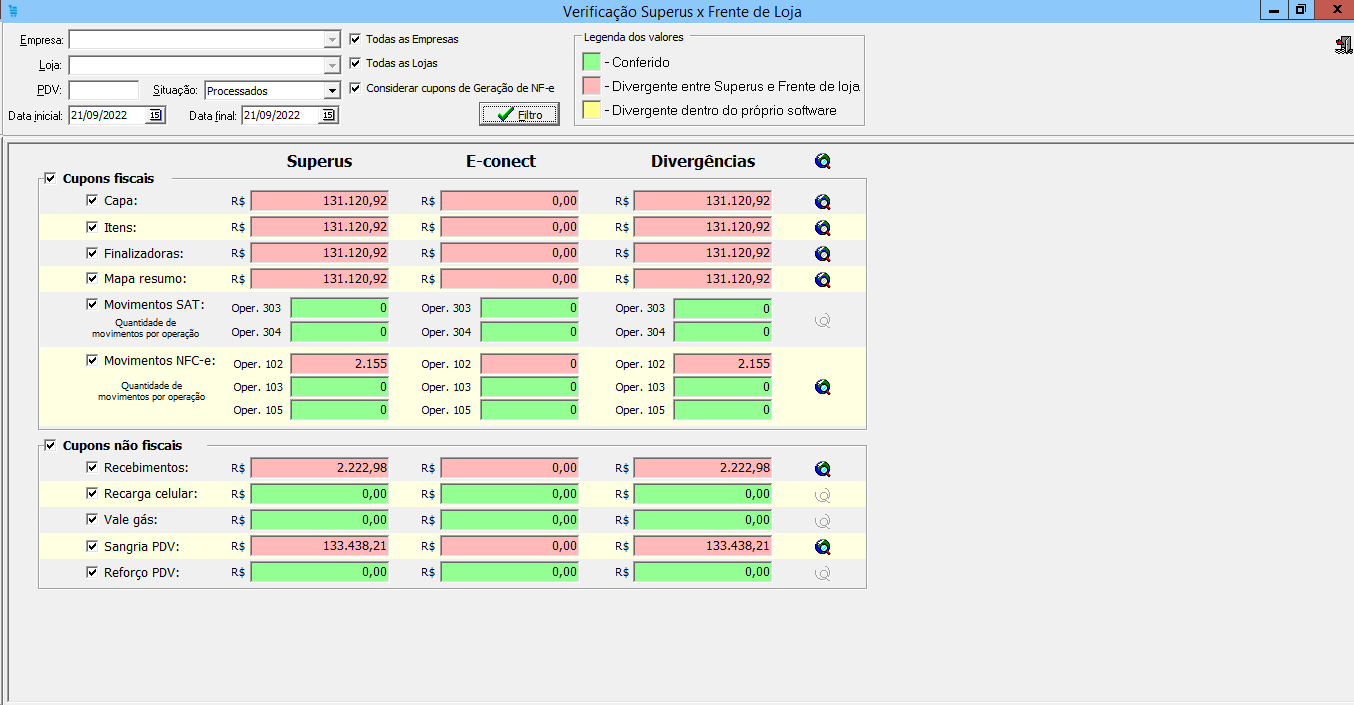 Verificação Superus x Frente de Loja
Empresa: Todas as Empresas
Loja: Todas as Lojas
PDV: Situação: Processados Considerar cupons de Geração de NF-e
Data inicial: 21/09/2022 15 Data final: 21/09/2022 15 Filtro
Legenda dos valores
- Conferido
- Divergente entre Superus e Frente de loja
- Divergente dentro do próprio software
Superus E-conect Divergências
Cupons fiscais
Capa: R$ 131.120,92 R$ 0,00 R$ 131.120,92
Itens: R$ 131.120,92 R$ 0,00 R$ 131.120,92
Finalizadoras: R$ 131.120,92 R$ 0,00 R$ 131.120,92
Mapa resumo: R$ 131.120,92 R$ 0,00 R$ 131.120,92
Movimentos SAT: Oper. 303 0 Oper. 303 0 Oper. 303 0
Quantidade de
movimentos por operação Oper. 304 0 Oper. 304 0 Oper. 304 0
Movimentos NFC-e: Oper. 102 2.155 Oper. 102 0 Oper. 102 2.155
Quantidade de Oper. 103 0 Oper. 103 0 Oper. 103 0
movimentos por operação
Oper. 105 0 Oper. 105 0 Oper. 105 0
Cupons não fiscais
Recebimentos: R$ 2.222,98 R$ 0,00 R$ 2.222,98
Recarga celular: R$ 0,00 R$ 0,00 R$ 0,00
Vale gás: R$ 0,00 R$ 0,00 R$ 0,00
Sangria PDV: R$ 133.438,21 R$ 0,00 R$ 133.438,21
Reforço PDV: R$ 0,00 R$ 0,00 R$ 0,00